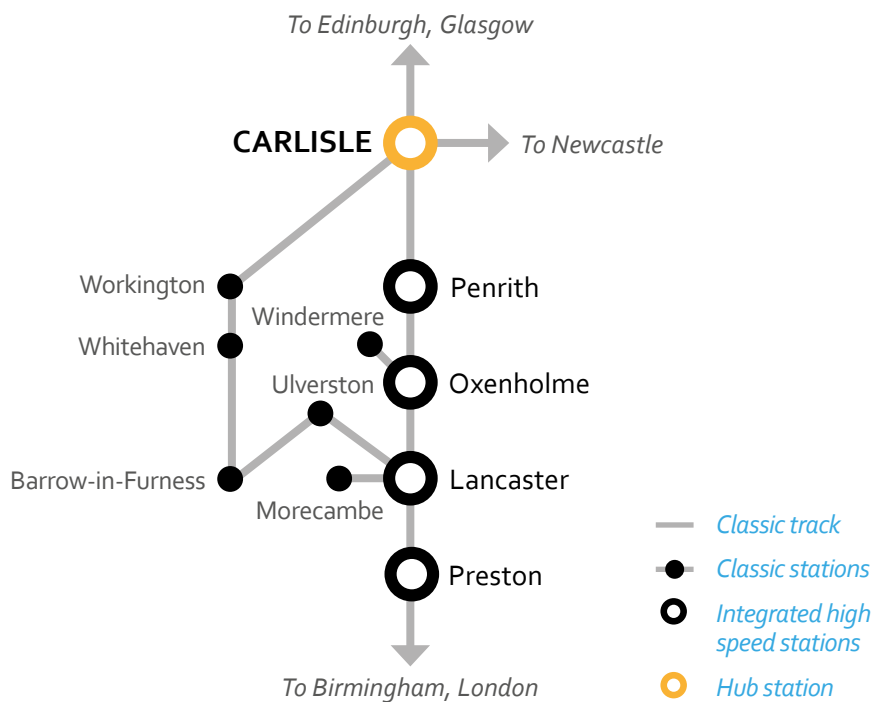 To Edinburgh, Glasgow
CARLISLE
To Newcastle
Workington
Penrith
Windermere
Whitehaven
Ulverston
Oxenholme
Barrow-in-Furness
Lancaster
Morecambe
Preston
To Birmingham, London
Classic track
Classic stations
Integrated high
speed stations
Hub station